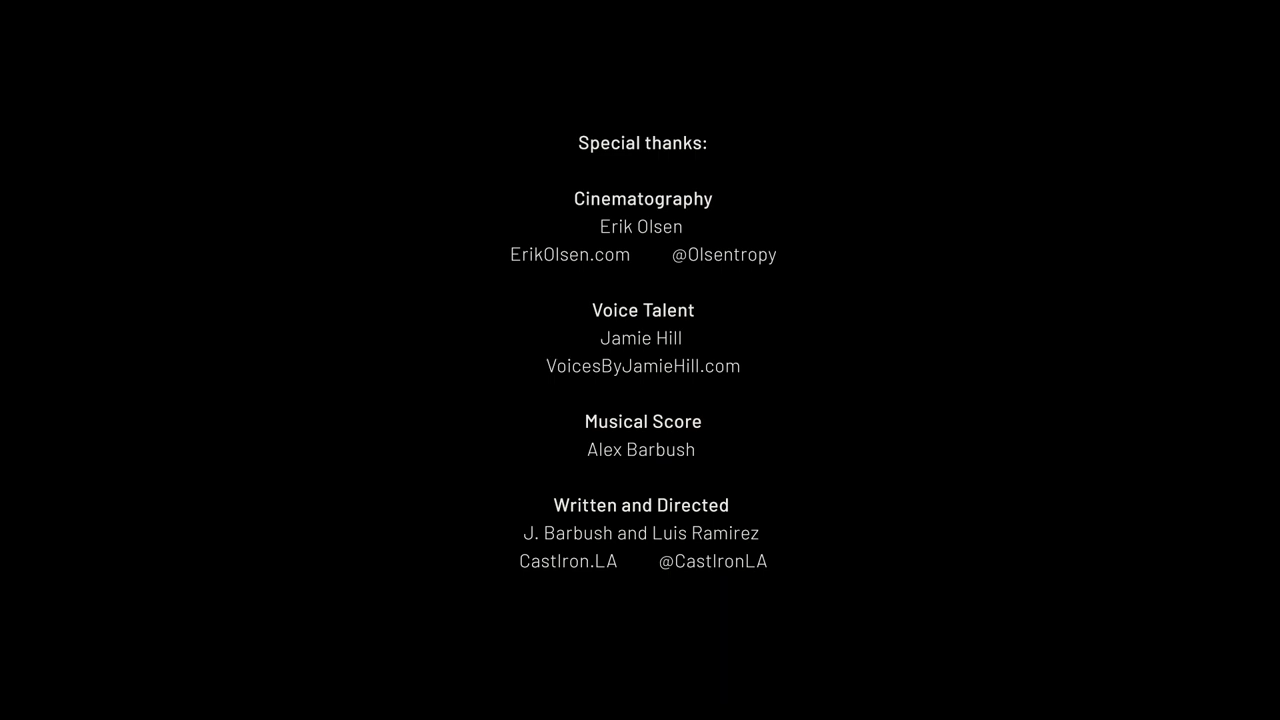 Special thanks:
Cinematography
Erik Olsen
ErikOlsen.com @Olsentropy
Voice Talent
Jamie Hill
VoicesByJamieHill.com
Musical Score
Alex Barbush
Written and Directed
J. Barbush and Luis Ramirez
CastIron.LA @CastIronLA